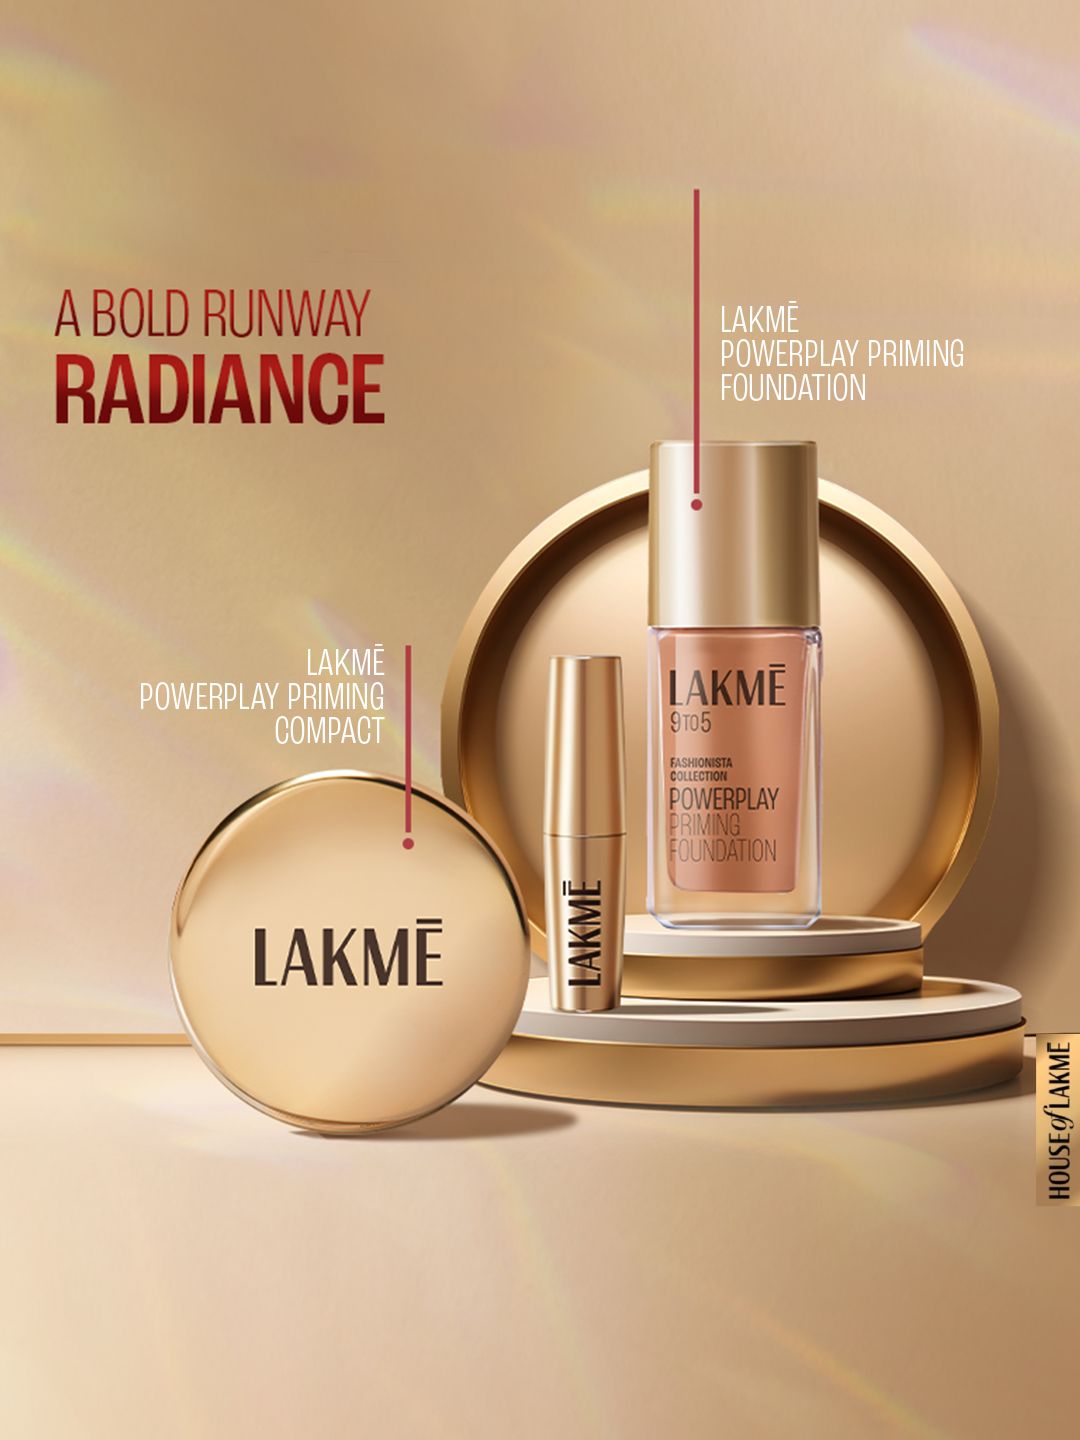 A BOLD RUNWAY
RADIANCE
LAKMĒ
POWERPLAY PRIMING
FOUNDATION
LAKMĒ
POWERPLAY PRIMING
COMPACT
LAKMĒ
LAKMĒ
LAKMĒ
9TO5
FASHIONISTA
COLLECTION
POWERPLAY
PRIMING
FOUNDATION
HOUSE of LAKMĒ